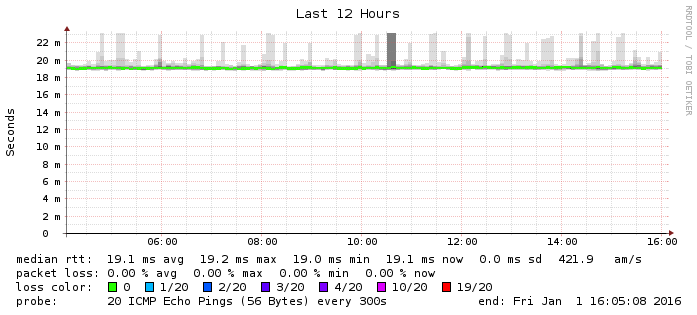 Last 12 Hours
RRDTOOL / TOBI OETIKER
Seconds
22 m
20 m
18 m
16 m
14 m
12 m
10 m
8 m
6 m
4 m
2 m
0
06:00 08:00 10:00 12:00 14:00 16:00
median rtt: 19.1 ms avg 19.2 ms max 19.0 ms min 19.1 ms now 0.0 ms sd 421.9 am/s
packet loss: 0.00 % avg 0.00 % max 0.00 % min 0.00 % now
loss color: 0 1/20 2/20 3/20 4/20 10/20 19/20
probe: 20 ICMP Echo Pings (56 Bytes) every 300s end: Fri Jan 1 16:05:08 2016